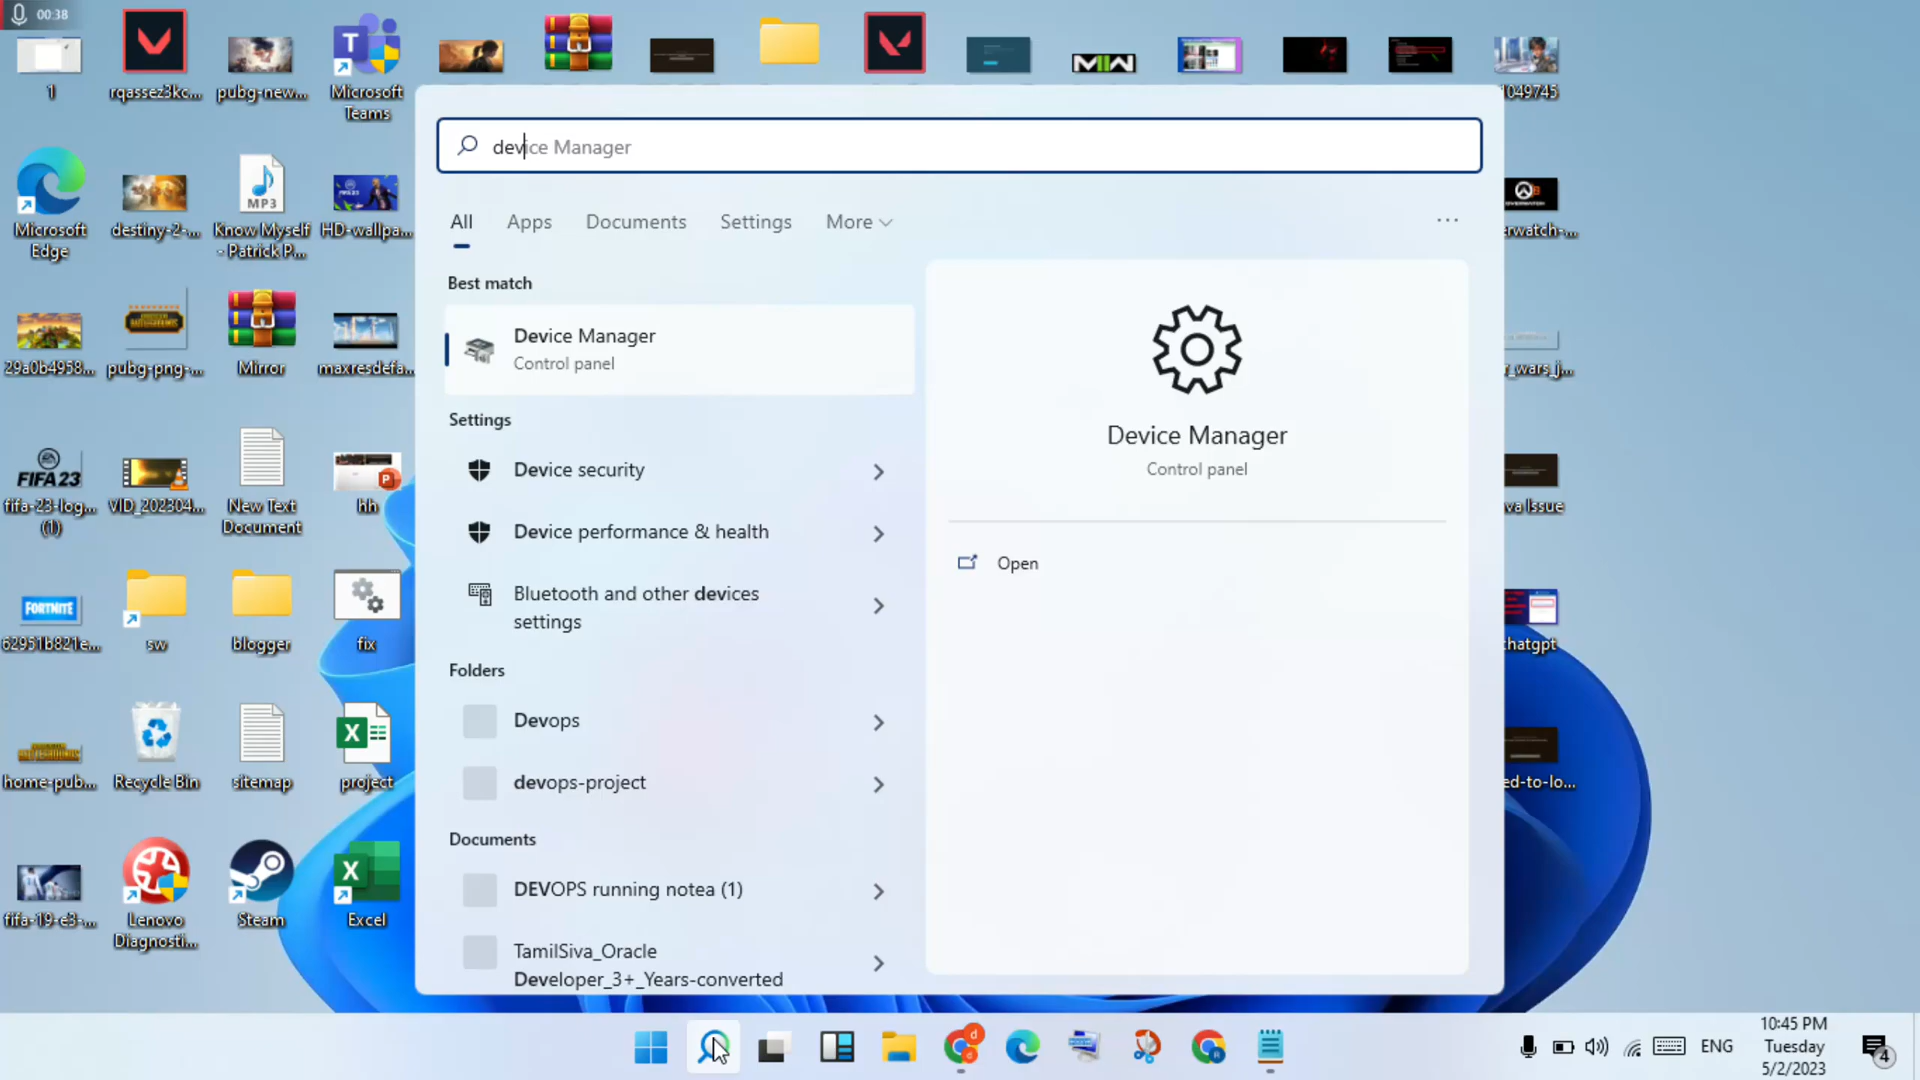 00:38
1
rqassez3kc...
pubg-new...
Microsoft
Teams
MW
1049745
device Manager
All
Apps
Documents
Settings
More
Best match
Device Manager
Control panel
Settings
Device security
Device performance & health
Bluetooth and other devices
settings
Folders
Devops
devops-project
Documents
DEVOPS running notea (1)
TamilSiva_Oracle
Developer_3+_Years-converted
Device Manager
Control panel
Open
Microsoft
Edge
destiny-2-...
MP3
Know Myself
- Patrick P...
HD-wallpa...
rwatch-...
29a0b4958...
pubg-png-...
Mirror
maxresdefa...
r_wars_j...
FIFA 23
fifa-23-log...
(1)
VID_202304...
New Text
Document
hh
va Issue
FORTNITE
62951b821e...
sw
blogger
fix
chatgpt
home-pub...
Recycle Bin
sitemap
project
ed-to-lo...
fifa-19-e3-...
Lenovo
Diagnosti...
Steam
Excel
ENG
10:45 PM
Tuesday
5/2/2023
4